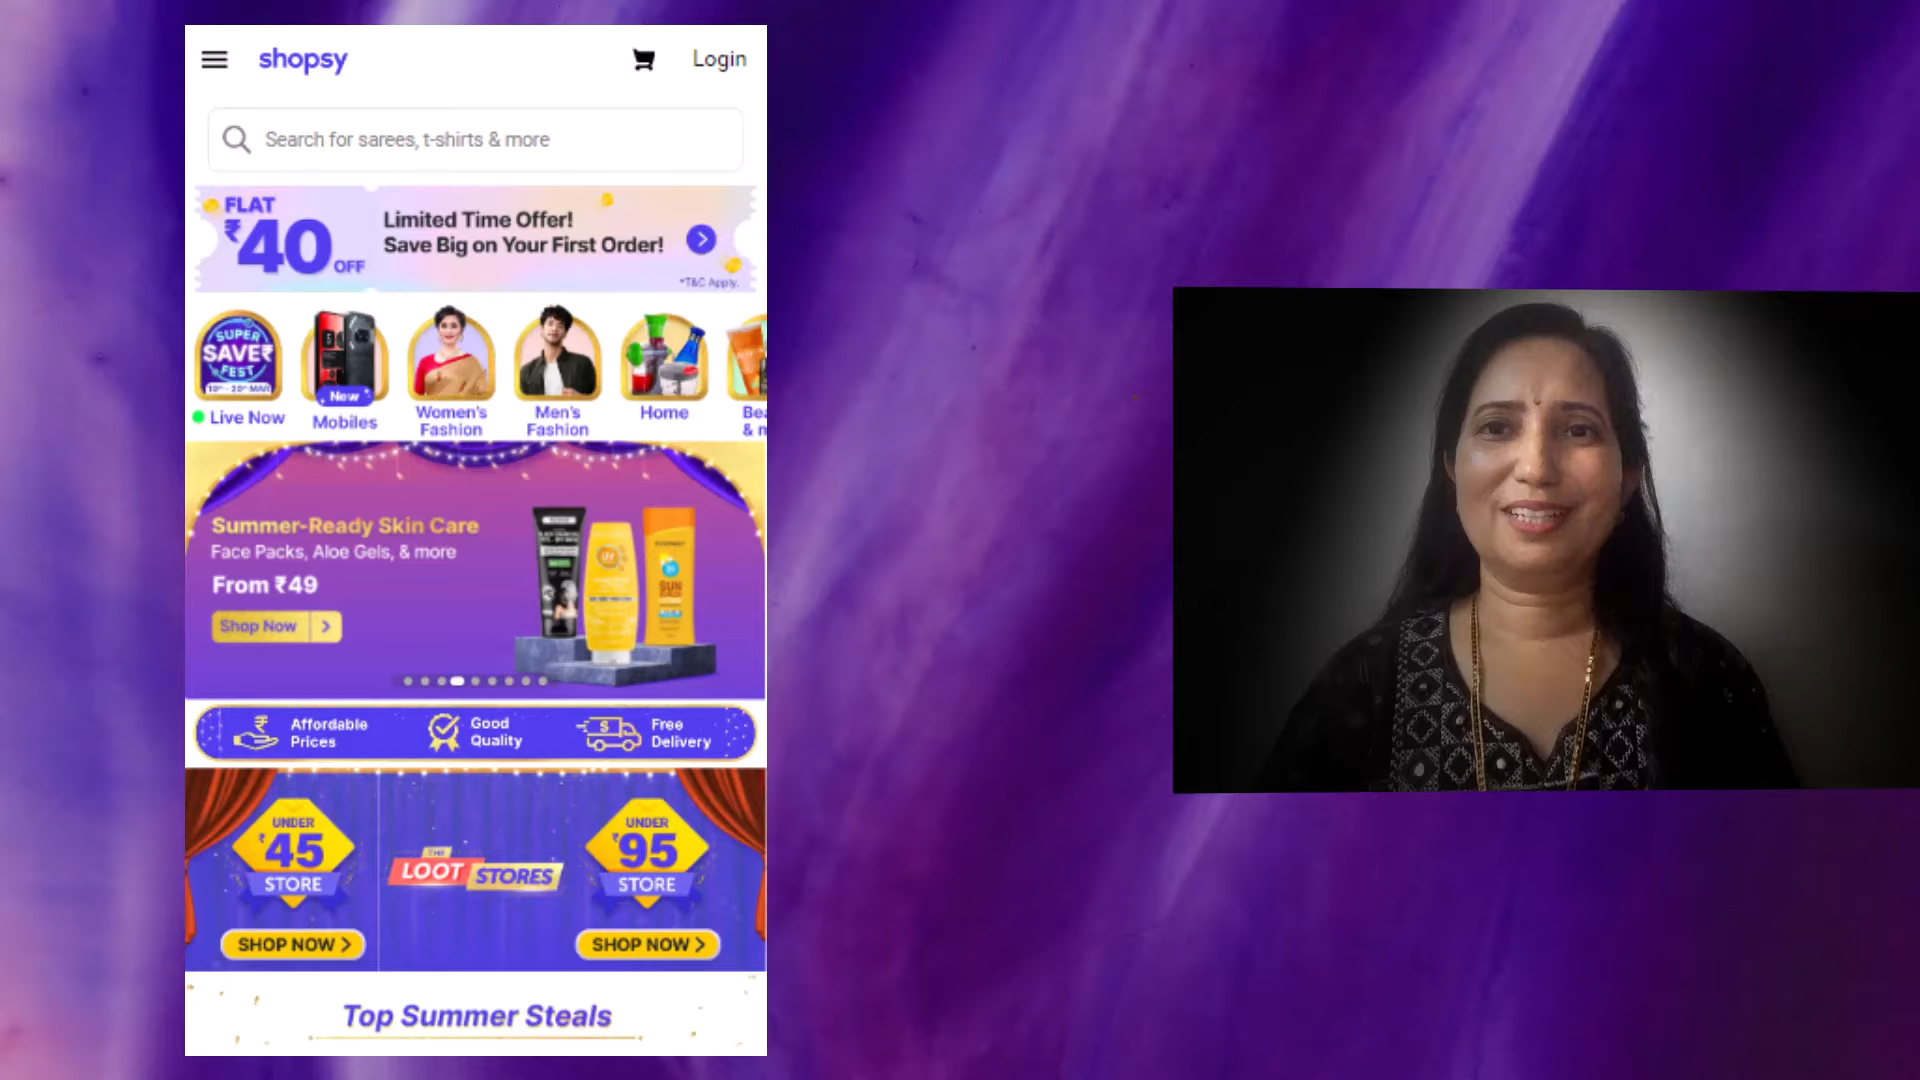 shopsy
Login
Search for sarees, t-shirts & more
FLAT
₹40 OFF
Limited Time Offer!
Save Big on Your First Order!
*T&C Apply.
SUPER
SAVE₹
FEST
Live Now
New
Mobiles
Women's
Fashion
Men's
Fashion
Home
Summer-Ready Skin Care
Face Packs, Aloe Gels, & more
From ₹49
Shop Now
SUN
Affordable
Prices
Good
Quality
Free
Delivery
UNDER
₹45
STORE
SHOP NOW
THE
LOOT STORES
UNDER
₹95
STORE
SHOP NOW
Top Summer Steals